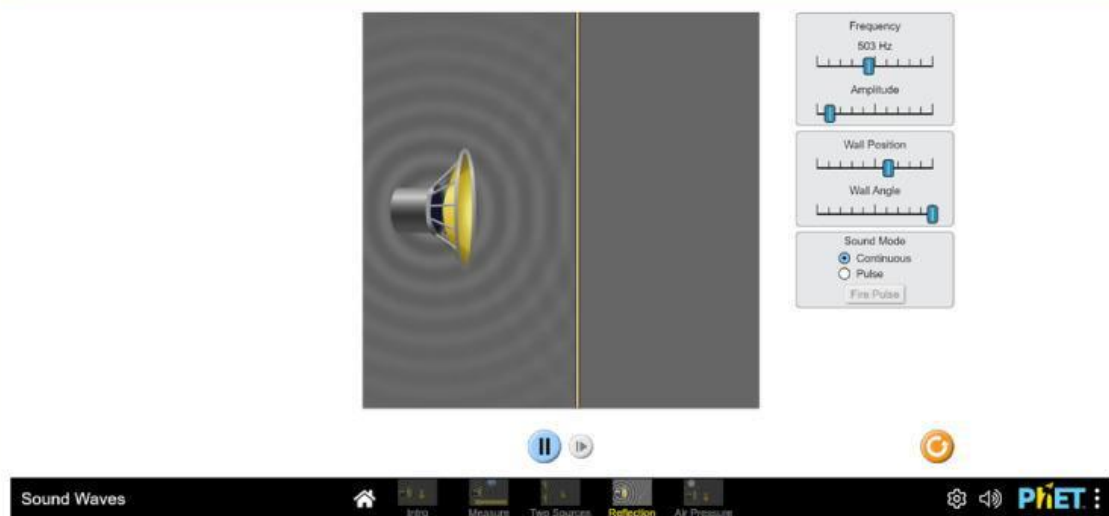 Frequency
503 Hz
Amplitude
Wall Position
Wall Angle
Sound Mode
Continuous
Pulse
Fire Pulse
Sound Waves
Intro
Measure
Two Sources
Reflection
Air Pressure
PhET